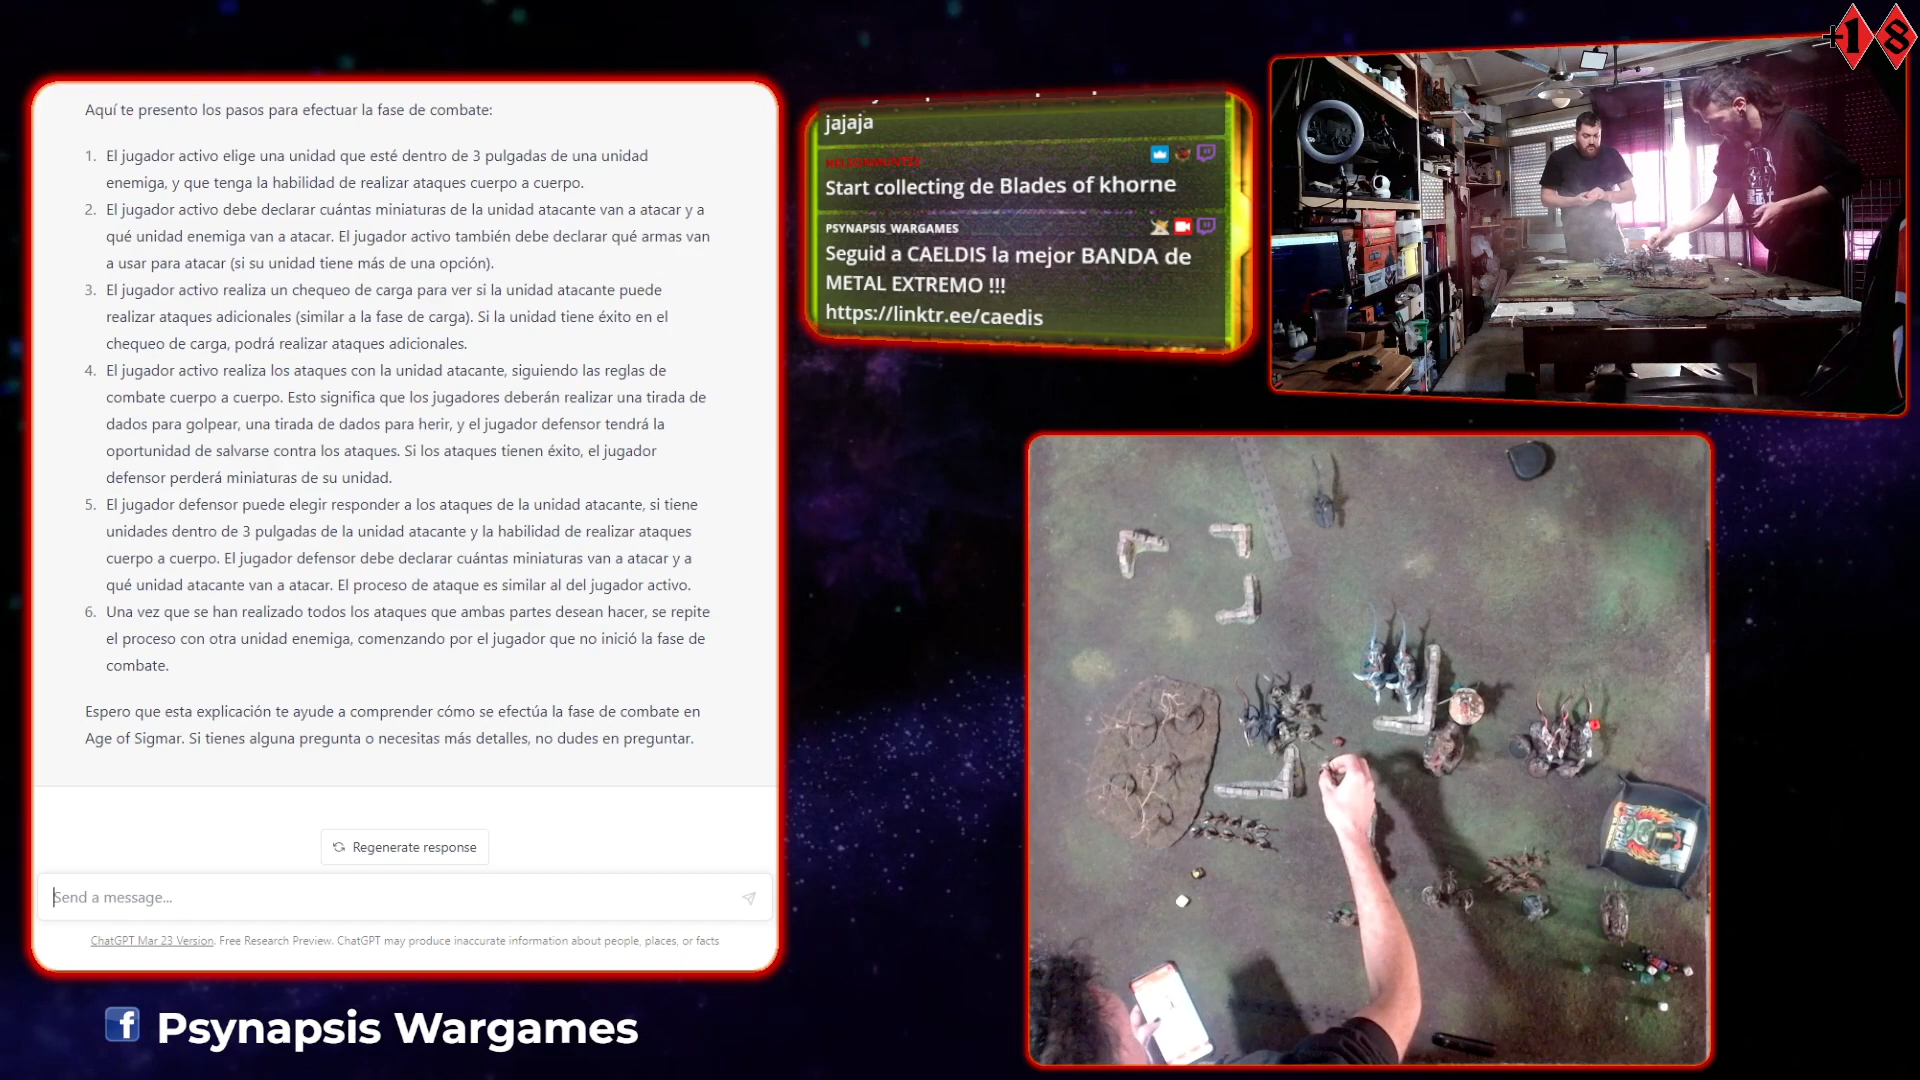 Aquí te presento los pasos para efectuar la fase de combate:
1. El jugador activo elige una unidad que esté dentro de 3 pulgadas de una unidad
enemiga, y que tenga la habilidad de realizar ataques cuerpo a cuerpo.
2. El jugador activo debe declarar cuántas miniaturas de la unidad atacante van a atacar y a
qué unidad enemiga van a atacar. El jugador activo también debe declarar qué armas van
a usar para atacar (si su unidad tiene más de una opción).
3. El jugador activo realiza un chequeo de carga para ver si la unidad atacante puede
realizar ataques adicionales (similar a la fase de carga). Si la unidad tiene éxito en el
chequeo de carga, podrá realizar ataques adicionales.
4. El jugador activo realiza los ataques con la unidad atacante, siguiendo las reglas de
combate cuerpo a cuerpo. Esto significa que los jugadores deberán realizar una tirada de
dados para golpear, una tirada de dados para herir, y el jugador defensor tendrá la
oportunidad de salvarse contra los ataques. Si los ataques tienen éxito, el jugador
defensor perderá miniaturas de su unidad.
5. El jugador defensor puede elegir responder a los ataques de la unidad atacante, si tiene
unidades dentro de 3 pulgadas de la unidad atacante y la habilidad de realizar ataques
cuerpo a cuerpo. El jugador defensor debe declarar cuántas miniaturas van a atacar y a
qué unidad atacante van a atacar. El proceso de ataque es similar al del jugador activo.
6. Una vez que se han realizado todos los ataques que ambas partes desean hacer, se repite
el proceso con otra unidad enemiga, comenzando por el jugador que no inició la fase de
combate.
Espero que esta explicación te ayude a comprender cómo se efectúa la fase de combate en
Age of Sigmar. Si tienes alguna pregunta o necesitas más detalles, no dudes en preguntar.
Regenerate response
Send a message...
ChatGPT Mar 23 Version. Free Research Preview. ChatGPT may produce inaccurate information about people, places, or facts
f Psynapsis Wargames
jajaja
Start collecting de Blades of khorne
PSYNAPSIS_WARGAMES
Seguid a CAELDIS la mejor BANDA de
METAL EXTREMO !!!
https://linktr.ee/caedis
+18